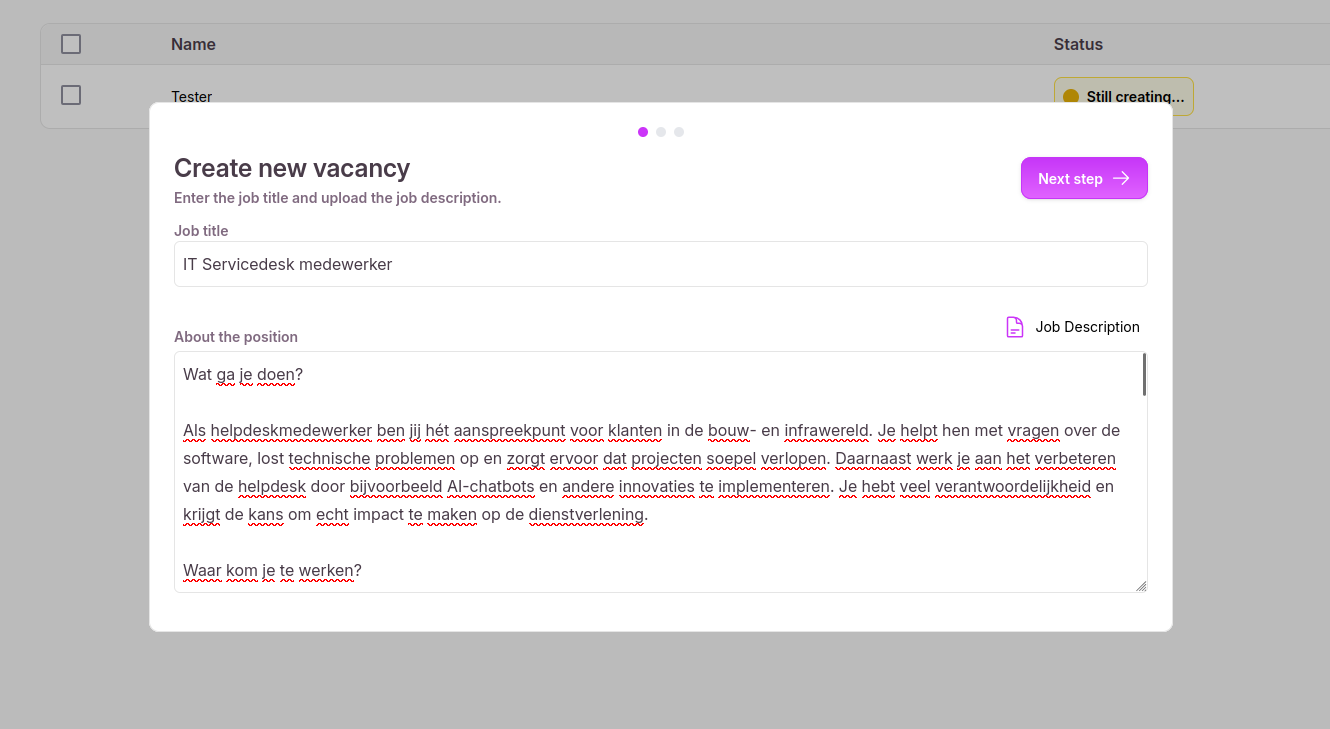 Name Status
Tester Still creating...
Create new vacancy
Next step
Enter the job title and upload the job description.
Job title
IT Servicedesk medewerker
Job Description
About the position
Wat ga je doen?
Als helpdeskmedewerker ben jij hét aanspreekpunt voor klanten in de bouw- en infrawereld. Je helpt hen met vragen over de
software, lost technische problemen op en zorgt ervoor dat projecten soepel verlopen. Daarnaast werk je aan het verbeteren
van de helpdesk door bijvoorbeeld AI-chatbots en andere innovaties te implementeren. Je hebt veel verantwoordelijkheid en
krijgt de kans om echt impact te maken op de dienstverlening.
Waar kom je te werken?